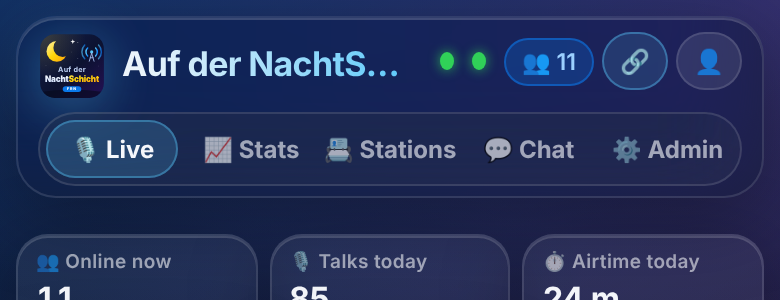 Auf der
NachtSchicht
FRN
Auf der NachtS... 11
Live Stats Stations Chat Admin
Online now Talks today Airtime today
11 85 24 m